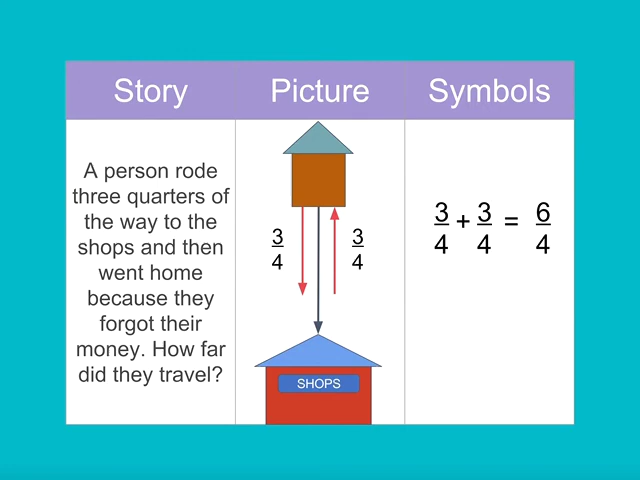 Story
Picture
Symbols
A person rode
three quarters of
the way to the
shops and then
went home
because they
forgot their
money. How far
did they travel?
3
4
3
4
SHOPS
3/4 + 3/4 = 6/4